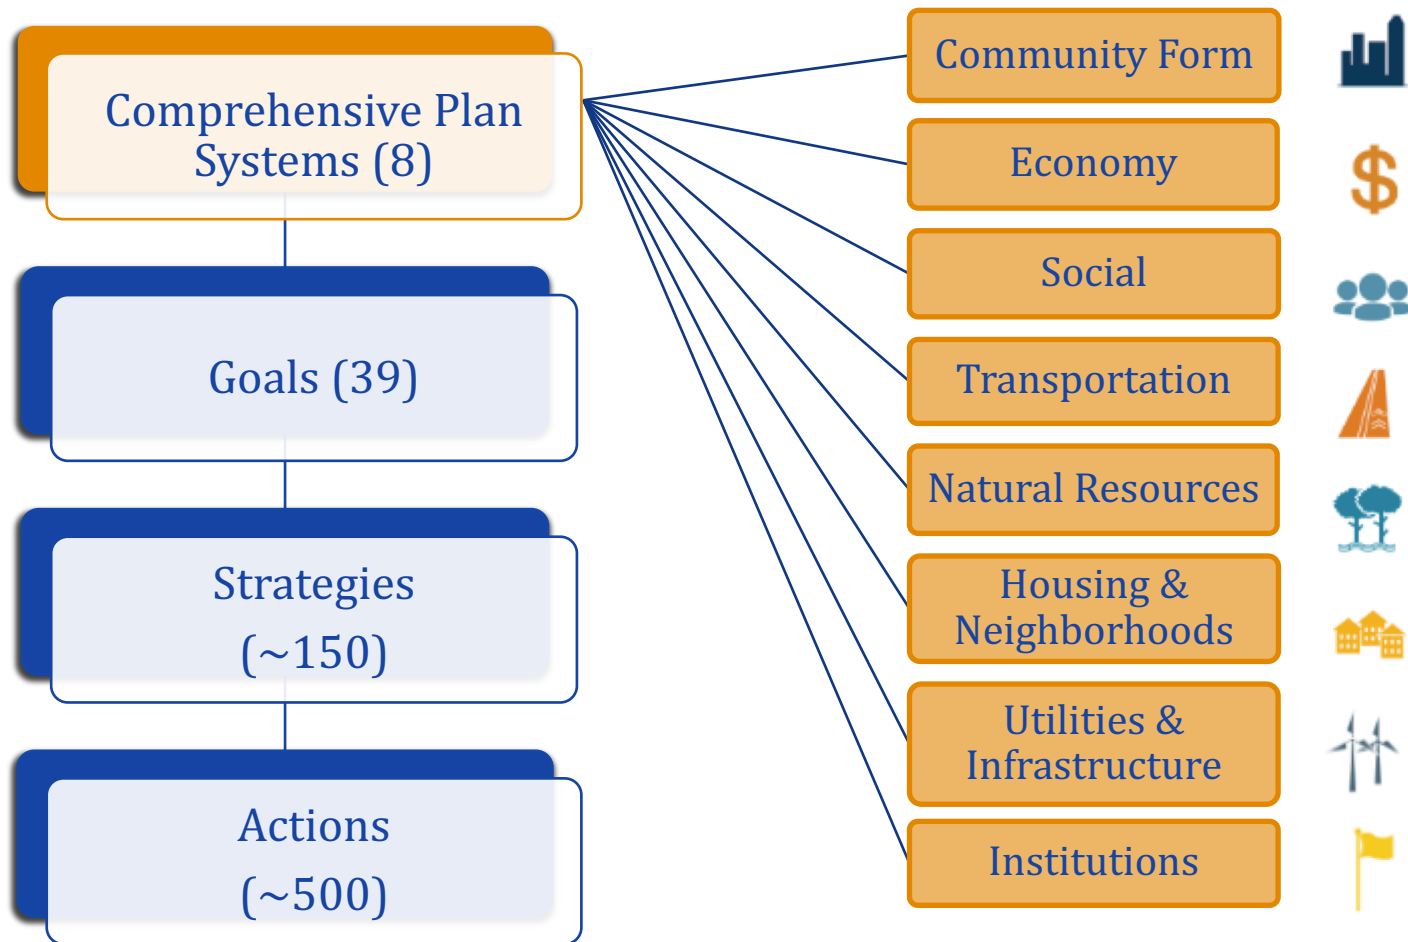 Comprehensive Plan
Systems (8)
Goals (39)
Strategies
(~150)
Actions
(~500)
Community Form
Economy
Social
Transportation
Natural Resources
Housing &
Neighborhoods
Utilities &
Infrastructure
Institutions
$